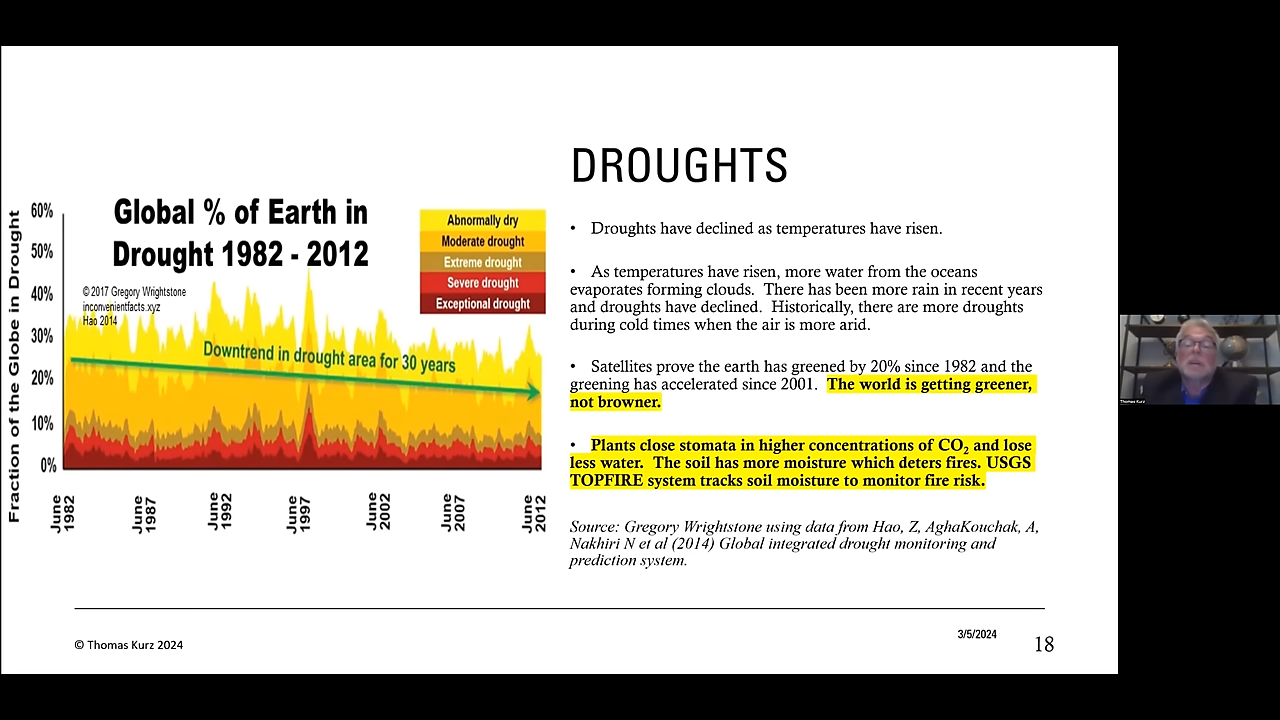 DROUGHTS
• Droughts have declined as temperatures have risen.
• As temperatures have risen, more water from the oceans
evaporates forming clouds. There has been more rain in recent years
and droughts have declined. Historically, there are more droughts
during cold times when the air is more arid.
• Satellites prove the earth has greened by 20% since 1982 and the
greening has accelerated since 2001. The world is getting greener,
not browner.
• Plants close stomata in higher concentrations of CO₂ and lose
less water. The soil has more moisture which deters fires. USGS
TOPFIRE system tracks soil moisture to monitor fire risk.
Source: Gregory Wrightstone using data from Hao, Z, AghaKouchak, A,
Nakhiri N et al (2014) Global integrated drought monitoring and
prediction system.
Global % of Earth in
Drought 1982 - 2012
© 2017 Gregory Wrightstone
inconvenientfacts.xyz
Hao 2014
Abnormally dry
Moderate drought
Extreme drought
Severe drought
Exceptional drought
Downtrend in drought area for 30 years
Fraction of the Globe in Drought
60%
50%
40%
30%
20%
10%
0%
June
1982
June
1987
June
1992
June
1997
June
2002
June
2007
June
2012
© Thomas Kurz 2024
3/5/2024
18
Thomas Kurz